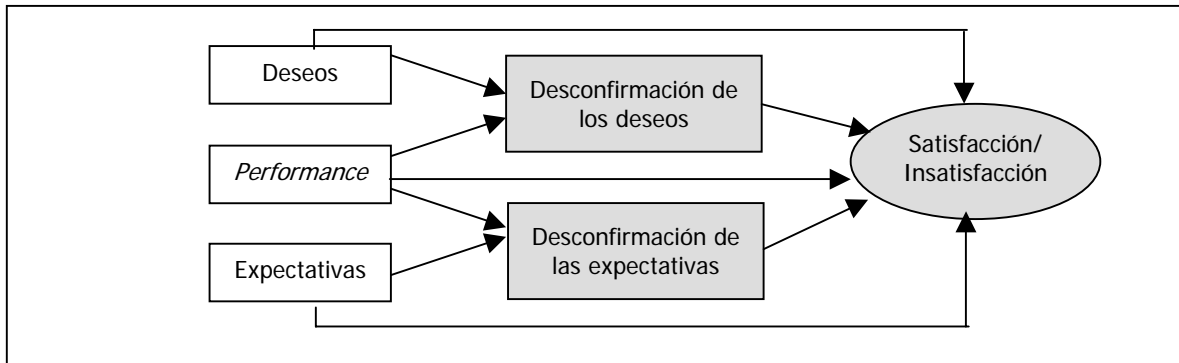 Deseos
Desconfirmación de
los deseos
Performance
Satisfacción/
Insatisfacción
Expectativas
Desconfirmación de
las expectativas